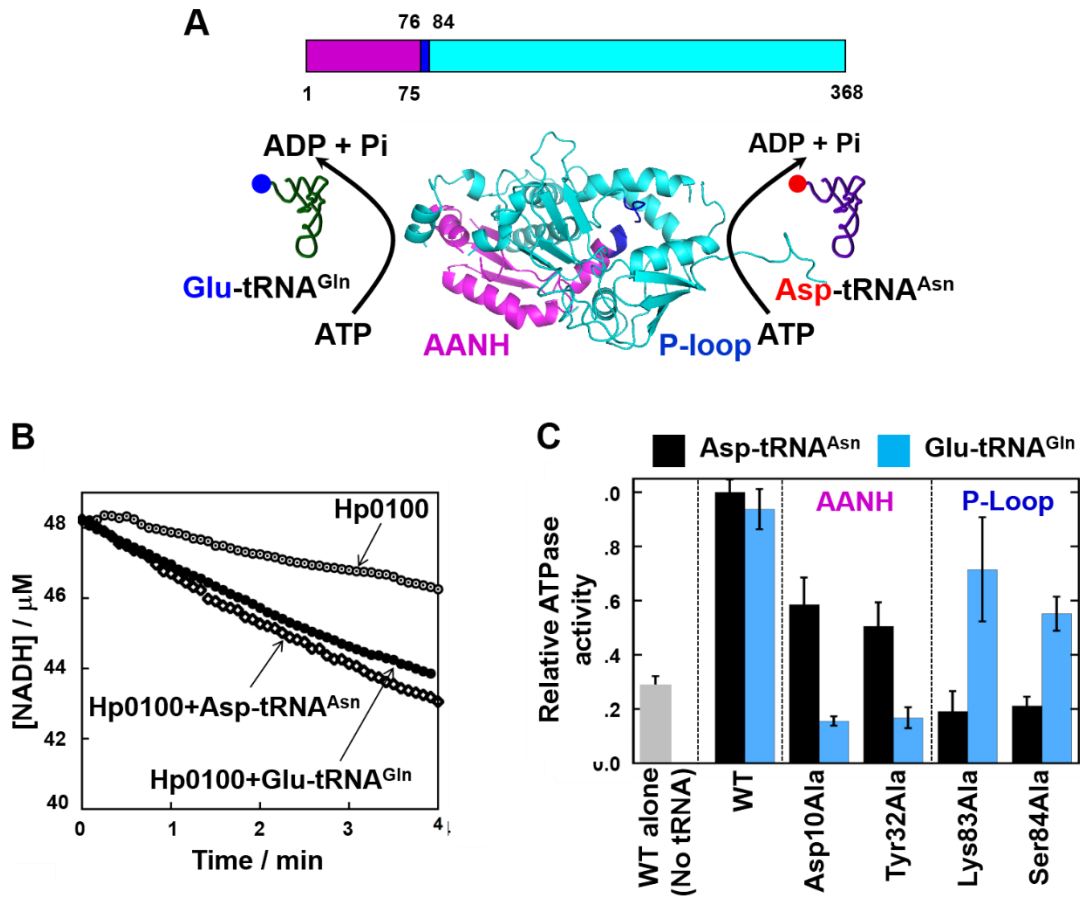 A
76 84
1 75 368
ADP + Pi
ADP + Pi
Glu-tRNAGln
Asp-tRNAAsn
ATP
AANH
P-loop
ATP
B
[NADH] / μM
48
46
44
42
40
Hp0100
Hp0100+Asp-tRNAAsn
Hp0100+Glu-tRNAGln
0 1 2 3 4
Time / min
C
Asp-tRNAAsn Glu-tRNAGln
AANH P-Loop
Relative ATPase
activity
.0
.8
.6
.4
.2
.0
WT alone
(No tRNA)
WT
Asp10Ala
Tyr32Ala
Lys83Ala
Ser84Ala